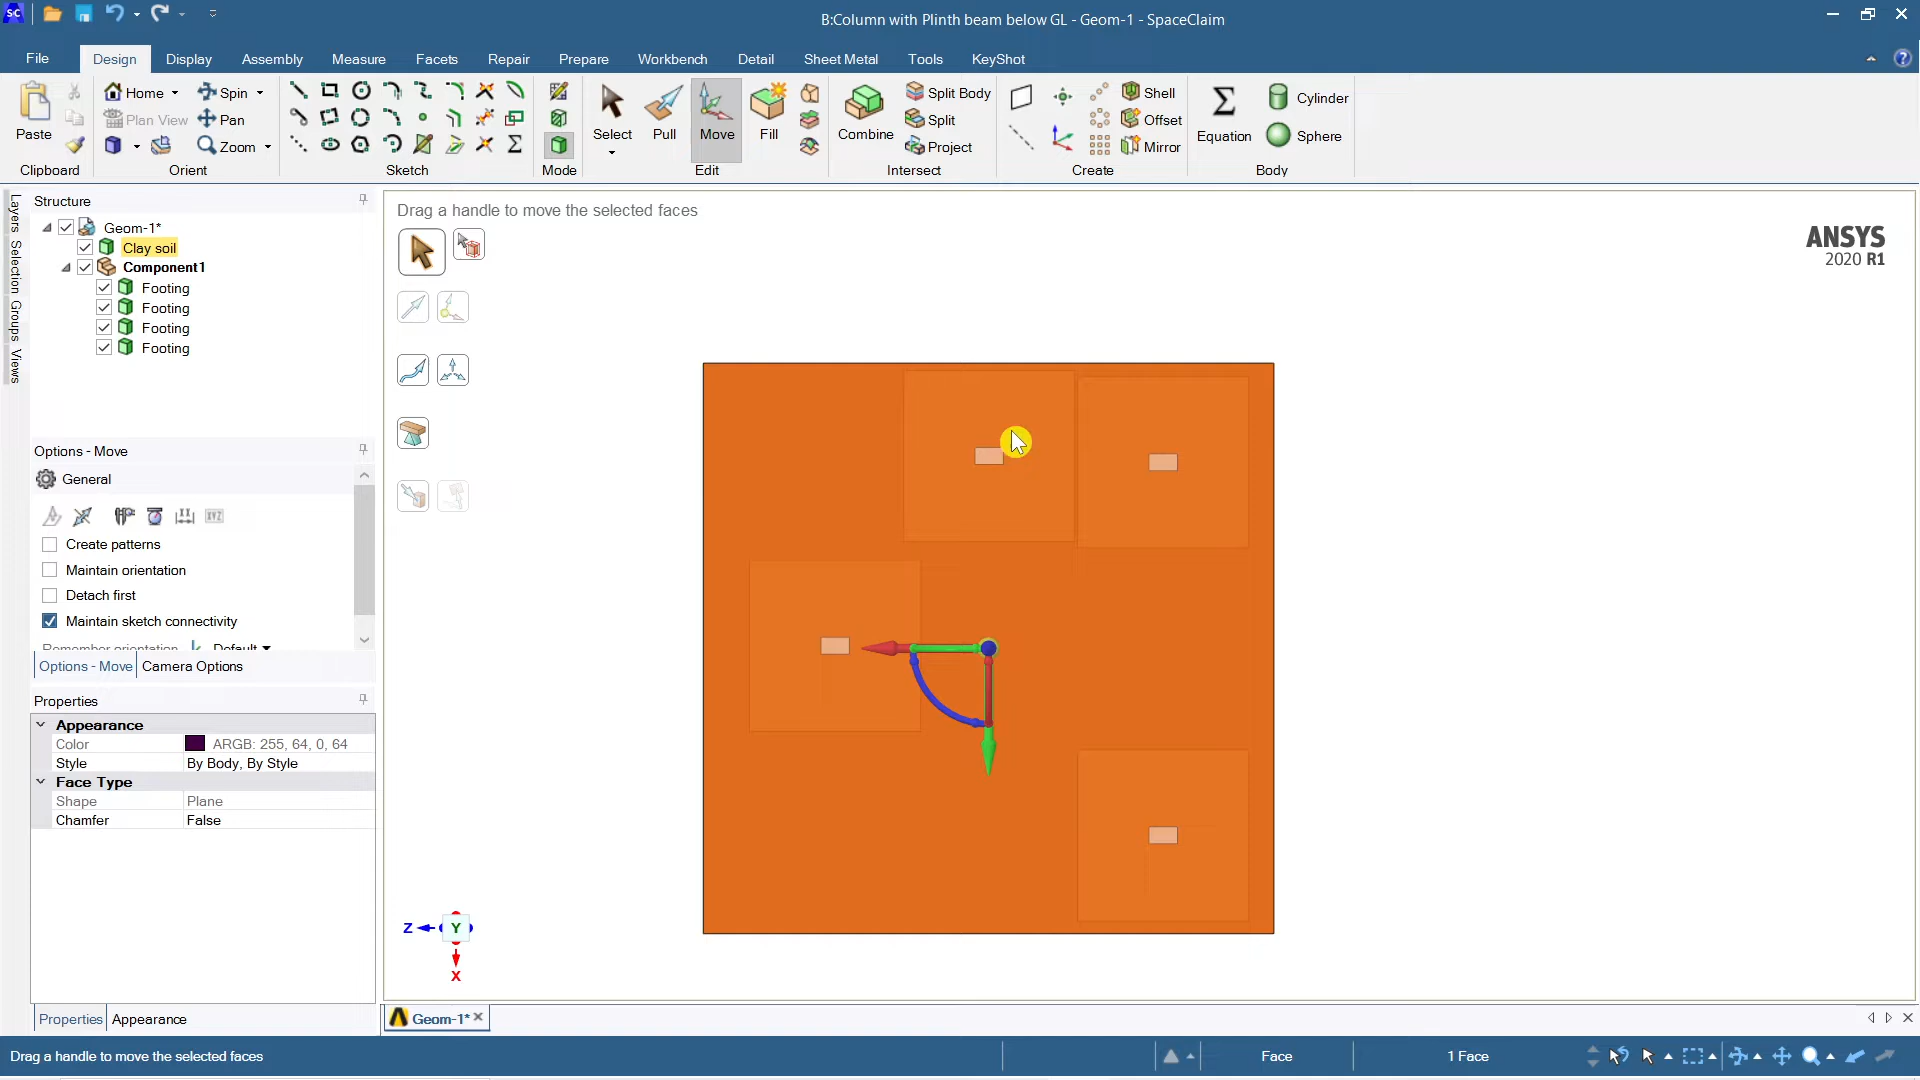 B:Column with Plinth beam below GL - Geom-1 - SpaceClaim
File Design Display Assembly Measure Facets Repair Prepare Workbench Detail Sheet Metal Tools KeyShot
Paste
Clipboard
Home Spin
Plan View Pan
Zoom
Orient
Sketch
Mode
Select Pull Move Fill
Edit
Combine Split Body
Split
Project
Intersect
Shell
Offset
Mirror
Create
Equation Cylinder
Sphere
Body
Layers Selection Groups Views
Structure
Geom-1*
Clay soil
Component1
Footing
Footing
Footing
Footing
Options - Move
General
Create patterns
Maintain orientation
Detach first
Maintain sketch connectivity
Remember orientation Default
Options - Move Camera Options
Properties
Appearance
Color ARGB: 255, 64, 0, 64
Style By Body, By Style
Face Type
Shape Plane
Chamfer False
Properties Appearance
Drag a handle to move the selected faces
ANSYS
2020 R1
Z Y
X
Geom-1*
Drag a handle to move the selected faces Face 1 Face